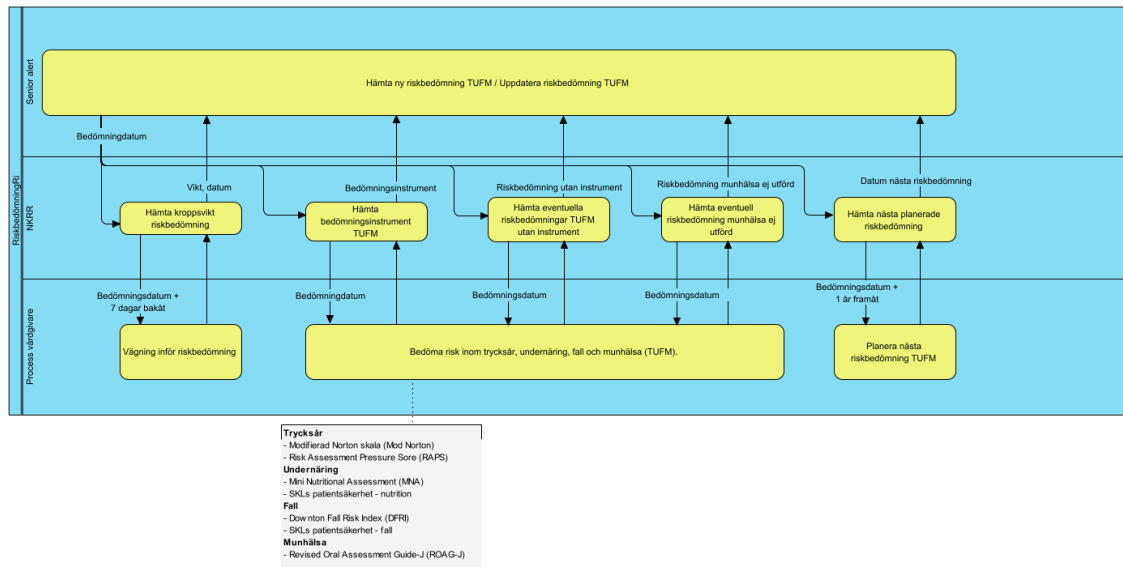 RiskbedömningRi
Senior alert
Hämta ny riskbedömning TUFM / Uppdatera riskbedömning TUFM
Bedömningdatum
NKRR
Vikt, datum
Bedömningsinstrument
Riskbedömning utan instrument
Riskbedömning munhälsa ej utförd
Datum nästa riskbedömning
Hämta kroppsvikt
riskbedömning
Hämta
bedömningsinstrument
TUFM
Hämta eventuella
riskbedömningar TUFM
utan instrument
Hämta eventuell
riskbedömning munhälsa ej
utförd
Hämta nästa planerade
riskbedömning
Process vårdgivare
Bedömningsdatum +
7 dagar bakåt
Bedömningdatum
Bedömningsdatum
Bedömningsdatum
Bedömningsdatum +
1 år framåt
Vägning inför riskbedömning
Bedöma risk inom trycksår, undernäring, fall och munhälsa (TUFM).
Planera nästa
riskbedömning TUFM
Trycksår
- Modifierad Norton skala (Mod Norton)
- Risk Assessment Pressure Sore (RAPS)
Undernäring
- Mini Nutritional Assessment (MNA)
- SKLs patientsäkerhet - nutrition
Fall
- Downton Fall Risk Index (DFRI)
- SKLs patientsäkerhet - fall
Munhälsa
- Revised Oral Assessment Guide-J (ROAG-J)